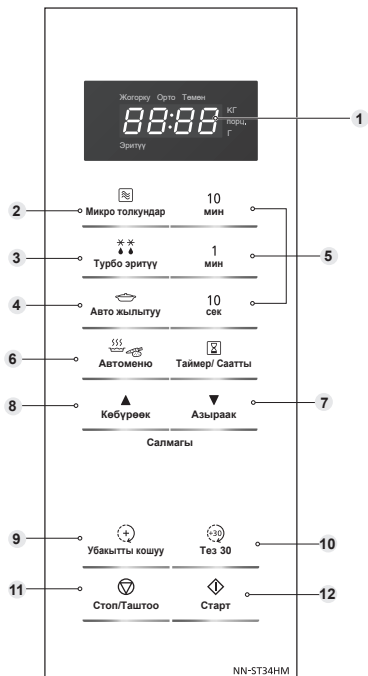 Жогорку Орто Төмен
88:88
КГ
порц.
Г
Эритүү
1
2
Микро толкундар
10
мин
3
Турбо эритүү
1
мин
5
4
Авто жылытуу
10
сек
6
Автоменю
Таймер/ Саатты
8
Көбүрөөк
Азыраак
7
Салмагы
9
Убакытты кошуу
+30
Тез 30
10
11
Стоп/Таштоо
Старт
12
NN-ST34HM